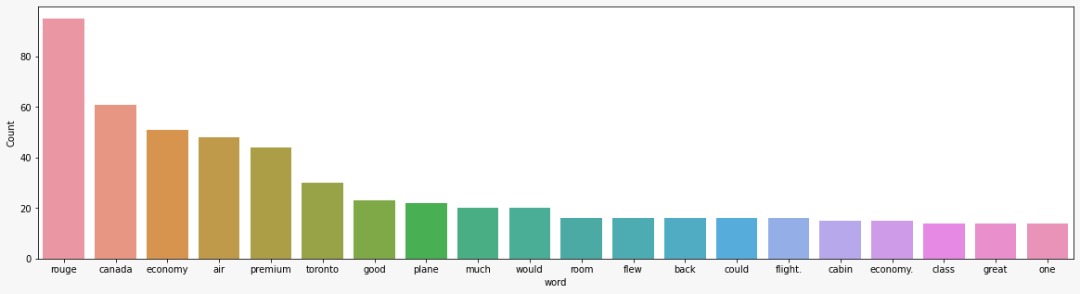 80
60
40
20
0
Count
rouge canada economy air premium toronto good plane much would room flew back could flight. cabin economy. class great one
word